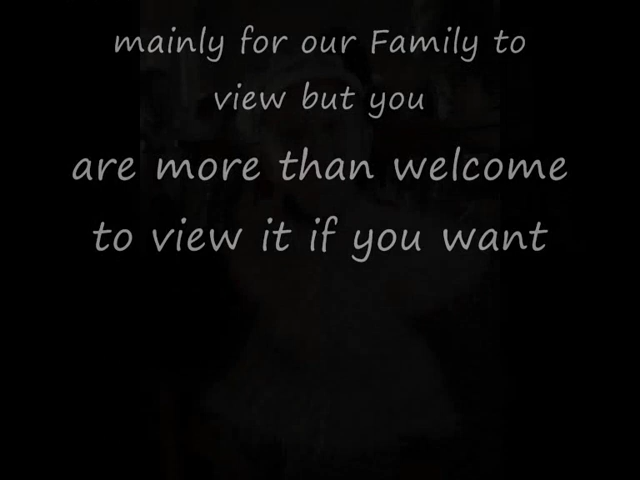 mainly for our Family to
view but you
are more than welcome
to view it if you want